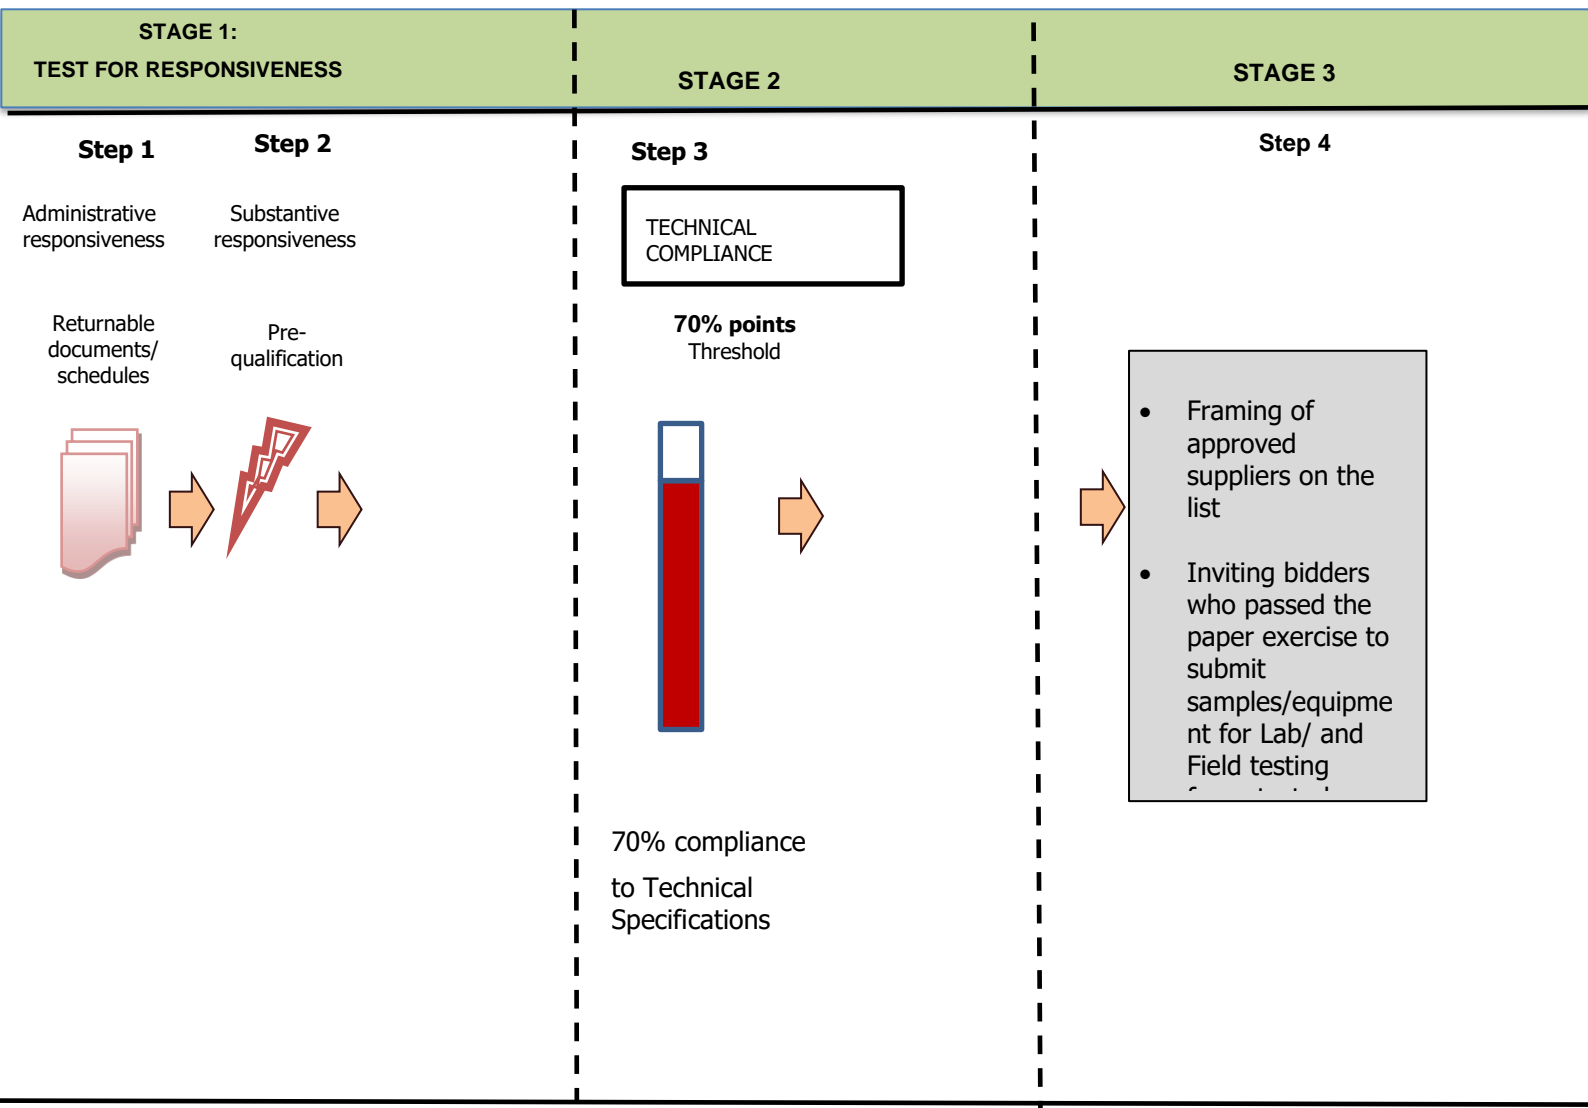 STAGE 1:
TEST FOR RESPONSIVENESS
STAGE 2
STAGE 3
Step 1
Step 2
Step 3
Step 4
Administrative
responsiveness
Substantive
responsiveness
TECHNICAL
COMPLIANCE
Returnable
documents/
schedules
Pre-
qualification
70% points
Threshold
• Framing of
approved
suppliers on the
list
• Inviting bidders
who passed the
paper exercise to
submit
samples/equipme
nt for Lab/ and
Field testing
70% compliance
to Technical
Specifications